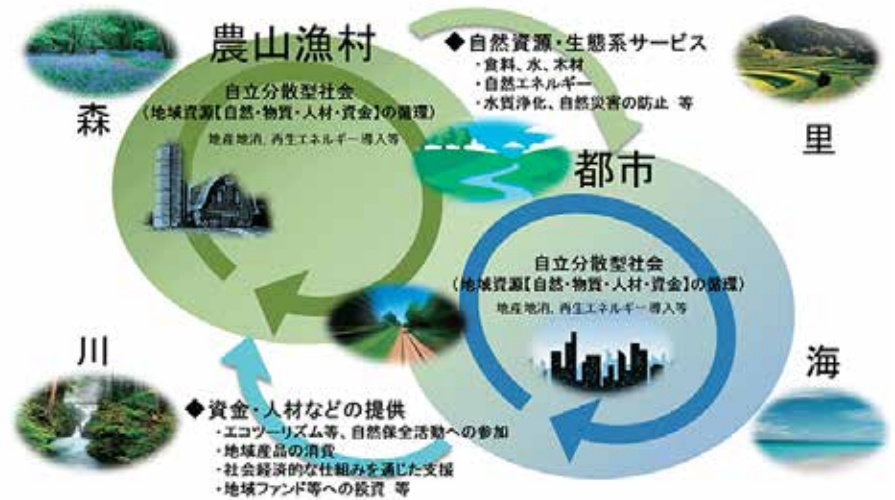 農山漁村
◆自然資源・生態系サービス
・食料、水、木材
・自然エネルギー
・水質浄化、自然災害の防止 等
森
自立分散型社会
(地域資源【自然・物質・人材・資金】の循環)
地産地消、再生エネルギー導入等
里
都市
自立分散型社会
(地域資源【自然・物質・人材・資金】の循環)
地産地消、再生エネルギー導入等
川
海
◆資金・人材などの提供
・エコツーリズム等、自然保全活動への参加
・地域産品の消費
・社会経済的な仕組みを通じた支援
・地域ファンド等への投資 等